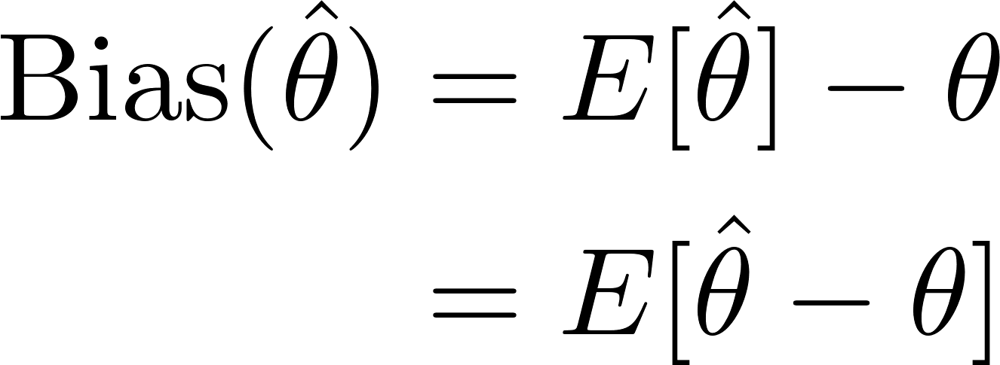 Bias(θ̂) = E[θ̂] − θ
= E[θ̂ − θ]